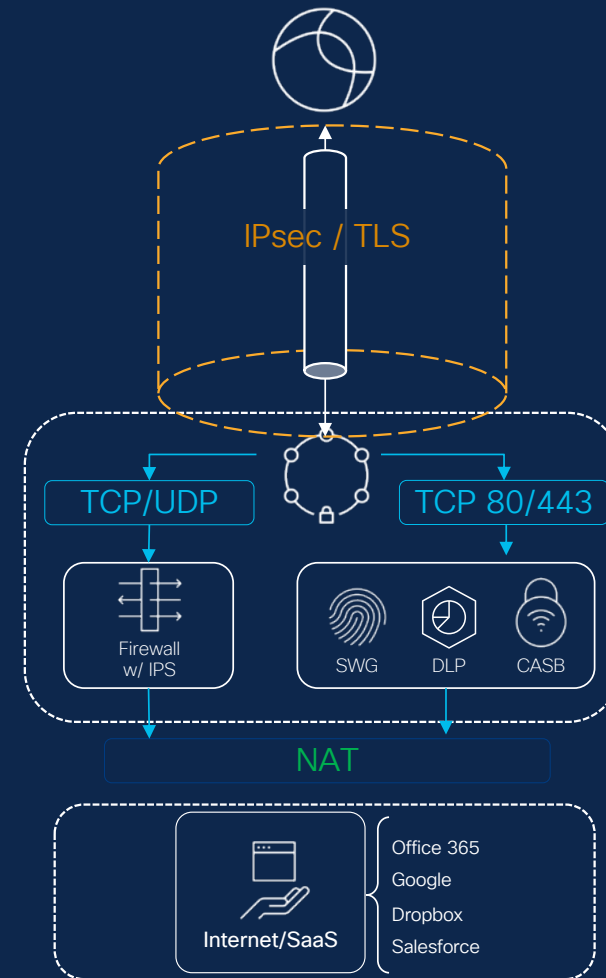 IPsec / TLS
TCP/UDP
TCP 80/443
Firewall
w/ IPS
SWG
DLP
CASB
NAT
Internet/SaaS
Office 365
Google
Dropbox
Salesforce